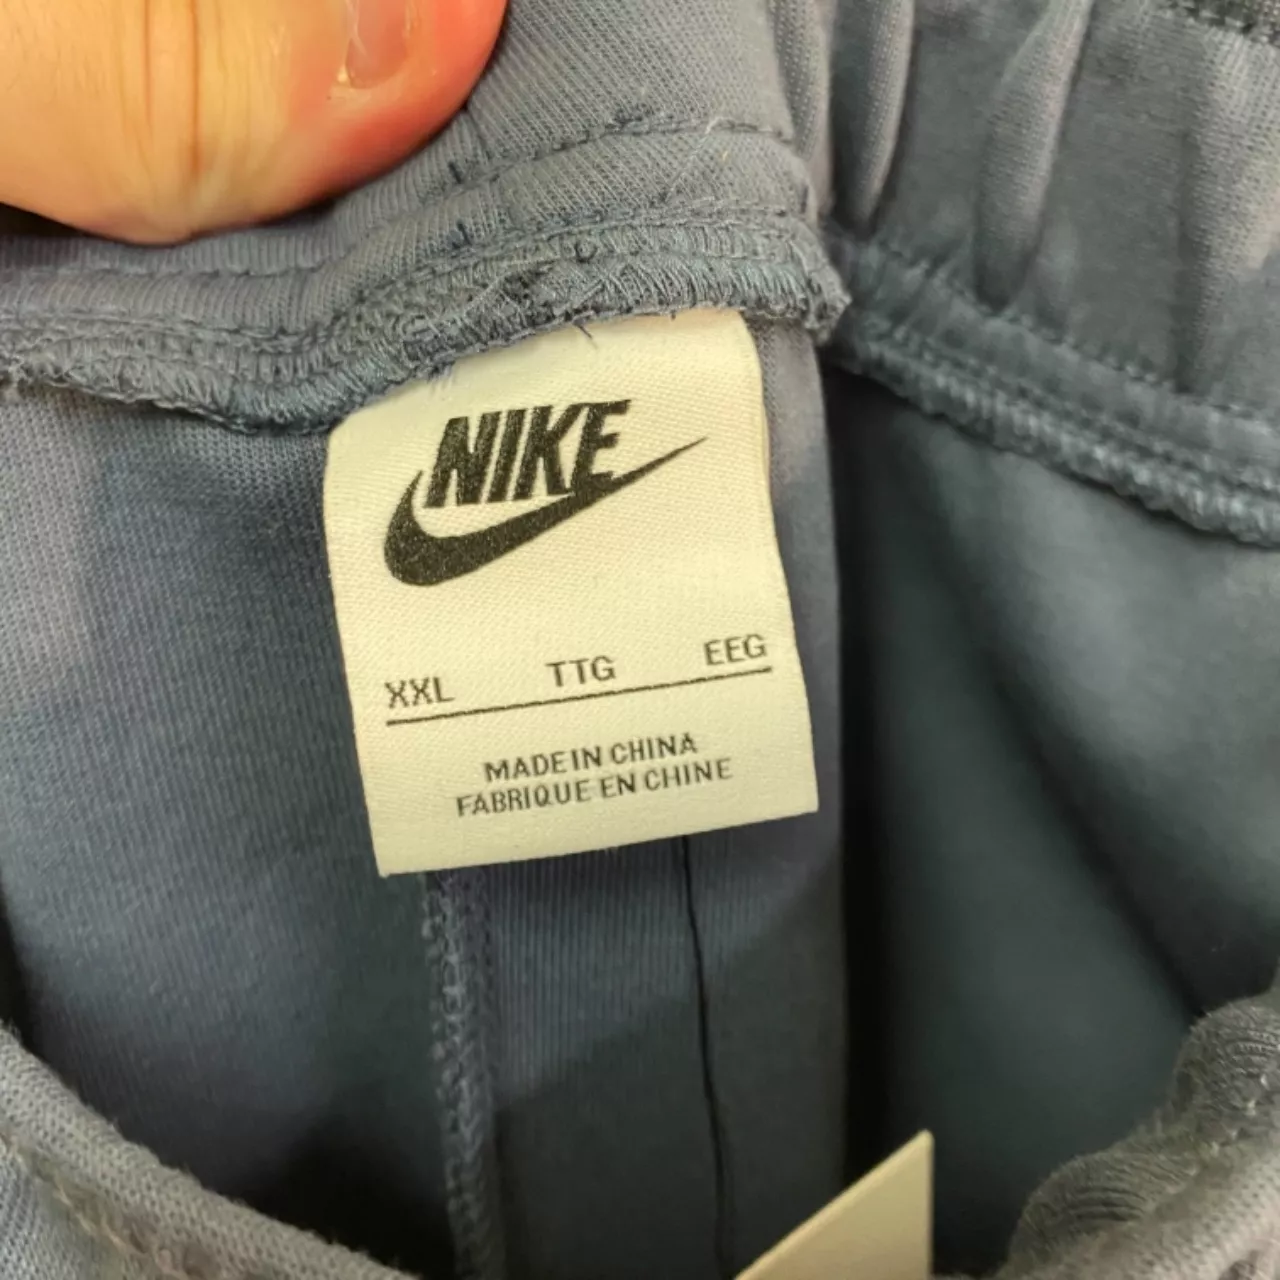 NIKE
XXL TTG EEG
MADE IN CHINA
FABRIQUE EN CHINE